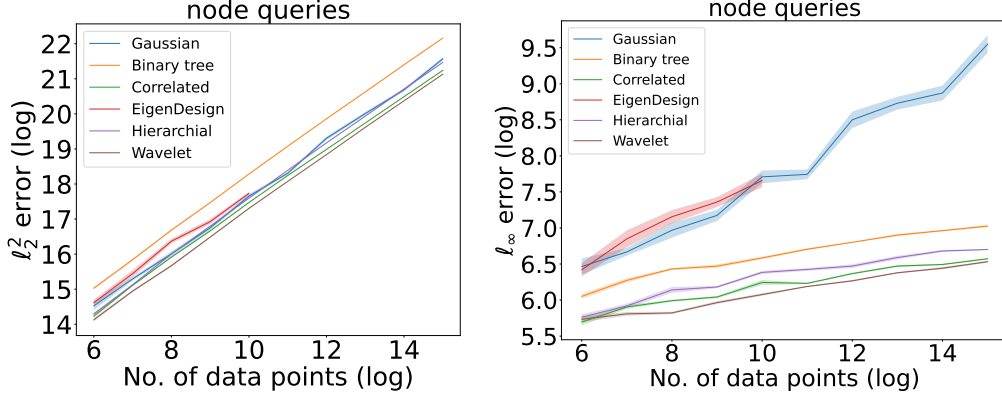 node queries
22
21
20
19
18
17
16
15
14
ℓ₂² error (log)
Gaussian
Binary tree
Correlated
EigenDesign
Hierarchial
Wavelet
6 8 10 12 14
No. of data points (log)
node queries
9.5
9.0
8.5
8.0
7.5
7.0
6.5
6.0
5.5
ℓ∞ error (log)
Gaussian
Binary tree
Correlated
EigenDesign
Hierarchial
Wavelet
6 8 10 12 14
No. of data points (log)